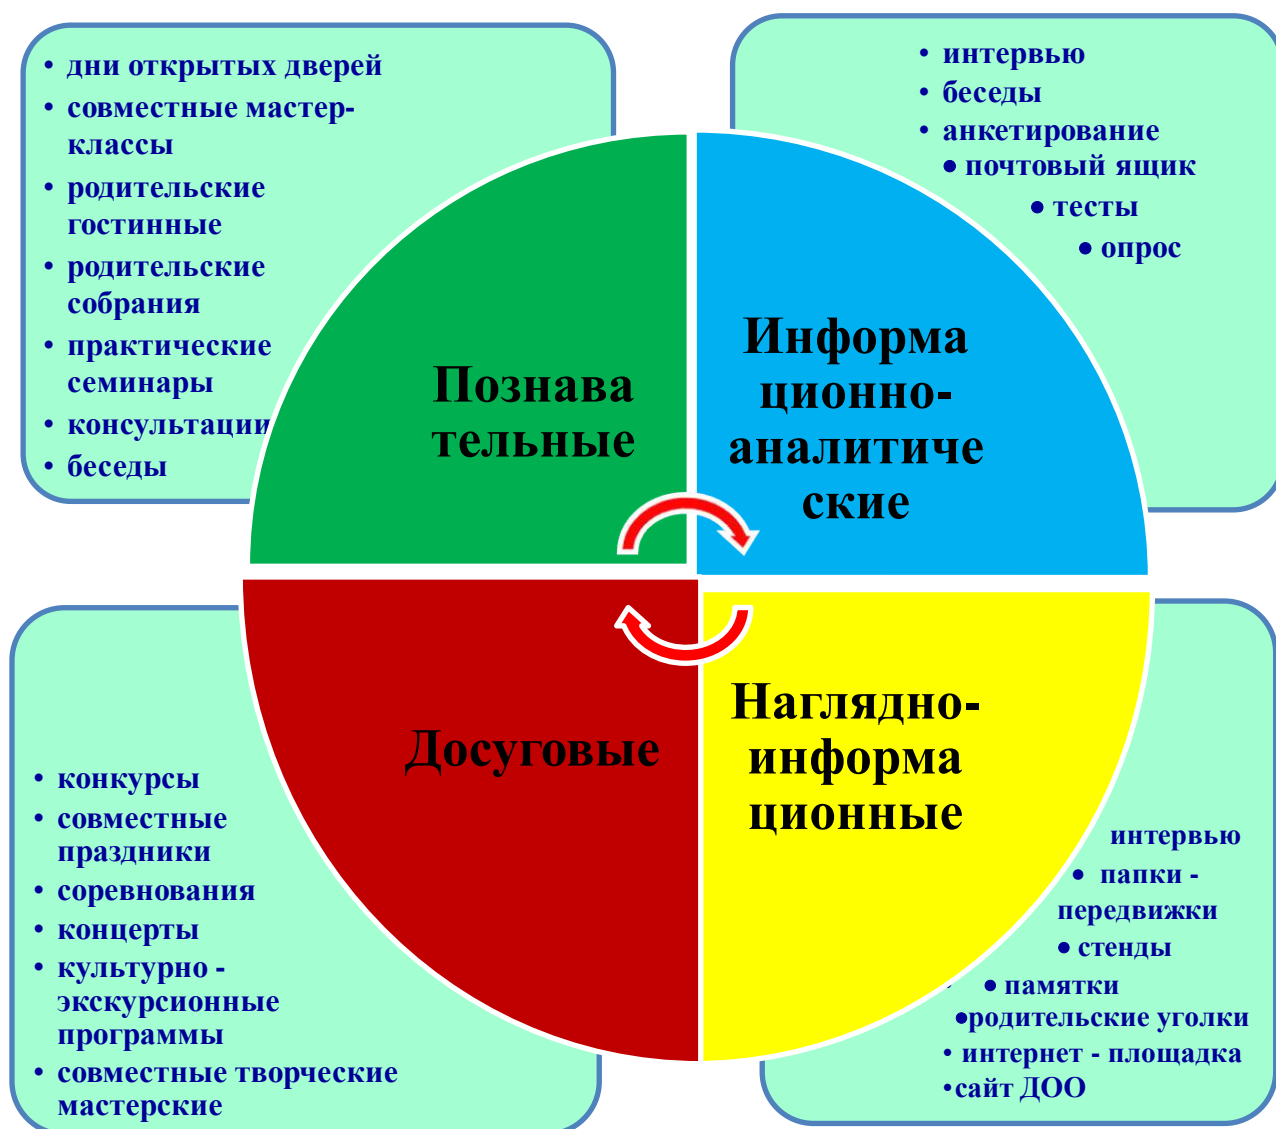 • дни открытых дверей
• совместные мастер-
классы
• родительские
гостинные
• родительские
собрания
• практические
семинары
• консультации
• беседы
• интервью
• беседы
• анкетирование
• почтовый ящик
• тесты
• опрос
Познава
тельные
Информа
ционно-
аналитиче
ские
Досуговые
Наглядно-
информа
ционные
• конкурсы
• совместные
праздники
• соревнования
• концерты
• культурно -
экскурсионные
программы
• совместные творческие
мастерские
интервью
• папки -
передвижки
• стенды
• памятки
•родительские уголки
• интернет - площадка
•сайт ДОО